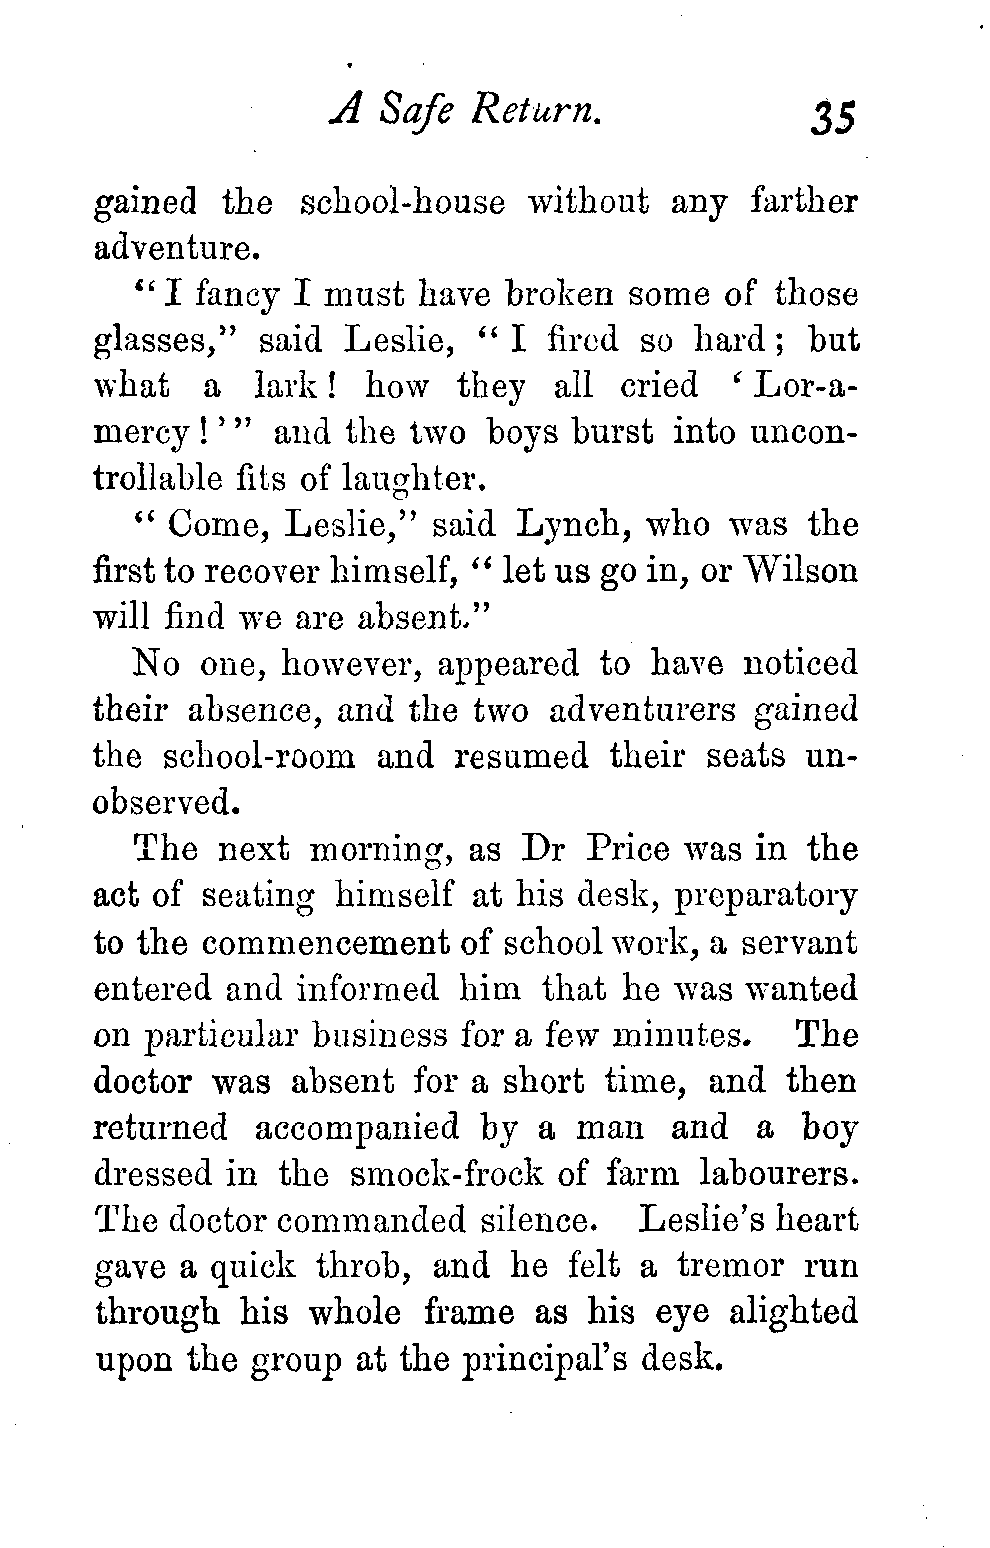 A Safe Return. 35
gained the school-house without any farther
adventure.
“ I fancy I must have broken some of those
glasses,” said Leslie, “ I fired so hard ; but
what a lark ! how they all cried ‘ Lor-a-
mercy ! ’ ” and the two boys burst into uncon-
trollable fits of laughter.
“ Come, Leslie,” said Lynch, who was the
first to recover himself, “ let us go in, or Wilson
will find we are absent.”
No one, however, appeared to have noticed
their absence, and the two adventurers gained
the school-room and resumed their seats un-
observed.
The next morning, as Dr Price was in the
act of seating himself at his desk, preparatory
to the commencement of school work, a servant
entered and informed him that he was wanted
on particular business for a few minutes. The
doctor was absent for a short time, and then
returned accompanied by a man and a boy
dressed in the smock-frock of farm labourers.
The doctor commanded silence. Leslie’s heart
gave a quick throb, and he felt a tremor run
through his whole frame as his eye alighted
upon the group at the principal’s desk.